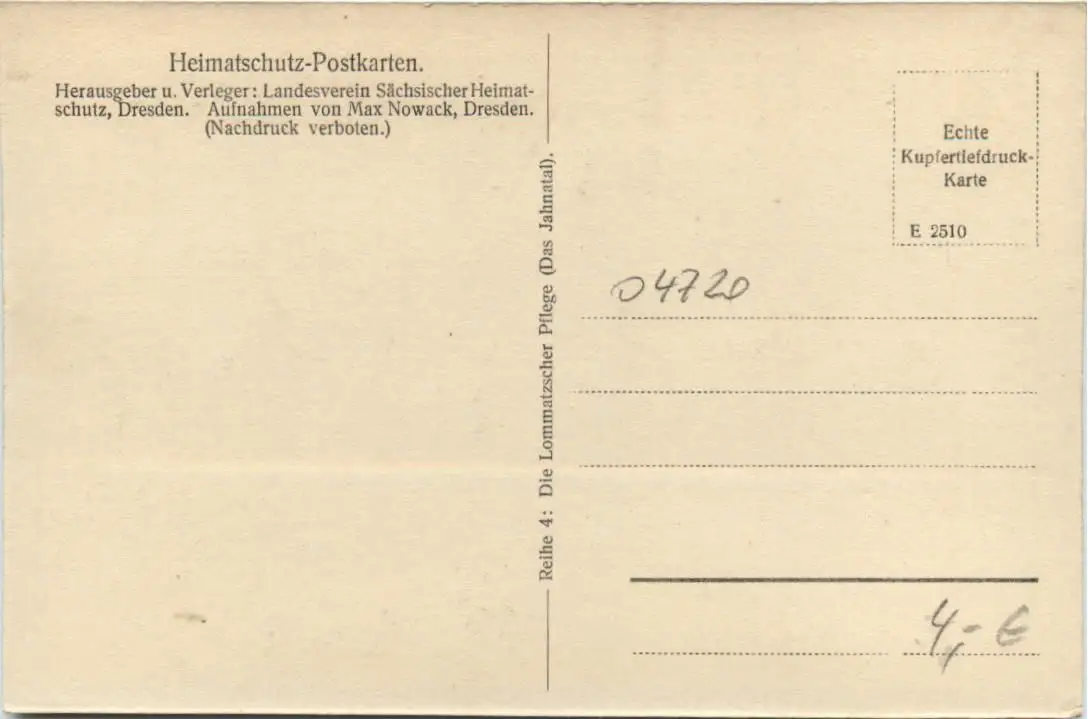 Heimatschutz-Postkarten.
Herausgeber u. Verleger: Landesverein Sächsischer Heimat-
schutz, Dresden. Aufnahmen von Max Nowack, Dresden.
(Nachdruck verboten.)
Reihe 4: Die Lommatzscher Pflege (Das Jahnatal).
Echte
Kupfertiefdruck-
Karte
E 2510
04720
4,- €